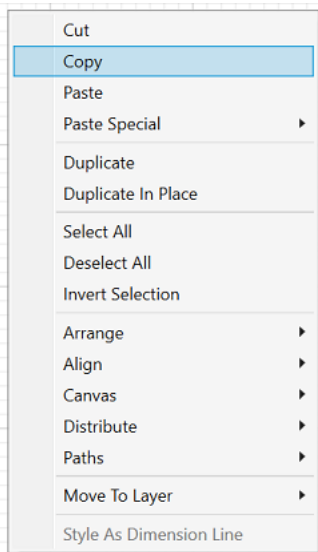 Cut
Copy
Paste
Paste Special
Duplicate
Duplicate In Place
Select All
Deselect All
Invert Selection
Arrange
Align
Canvas
Distribute
Paths
Move To Layer
Style As Dimension Line